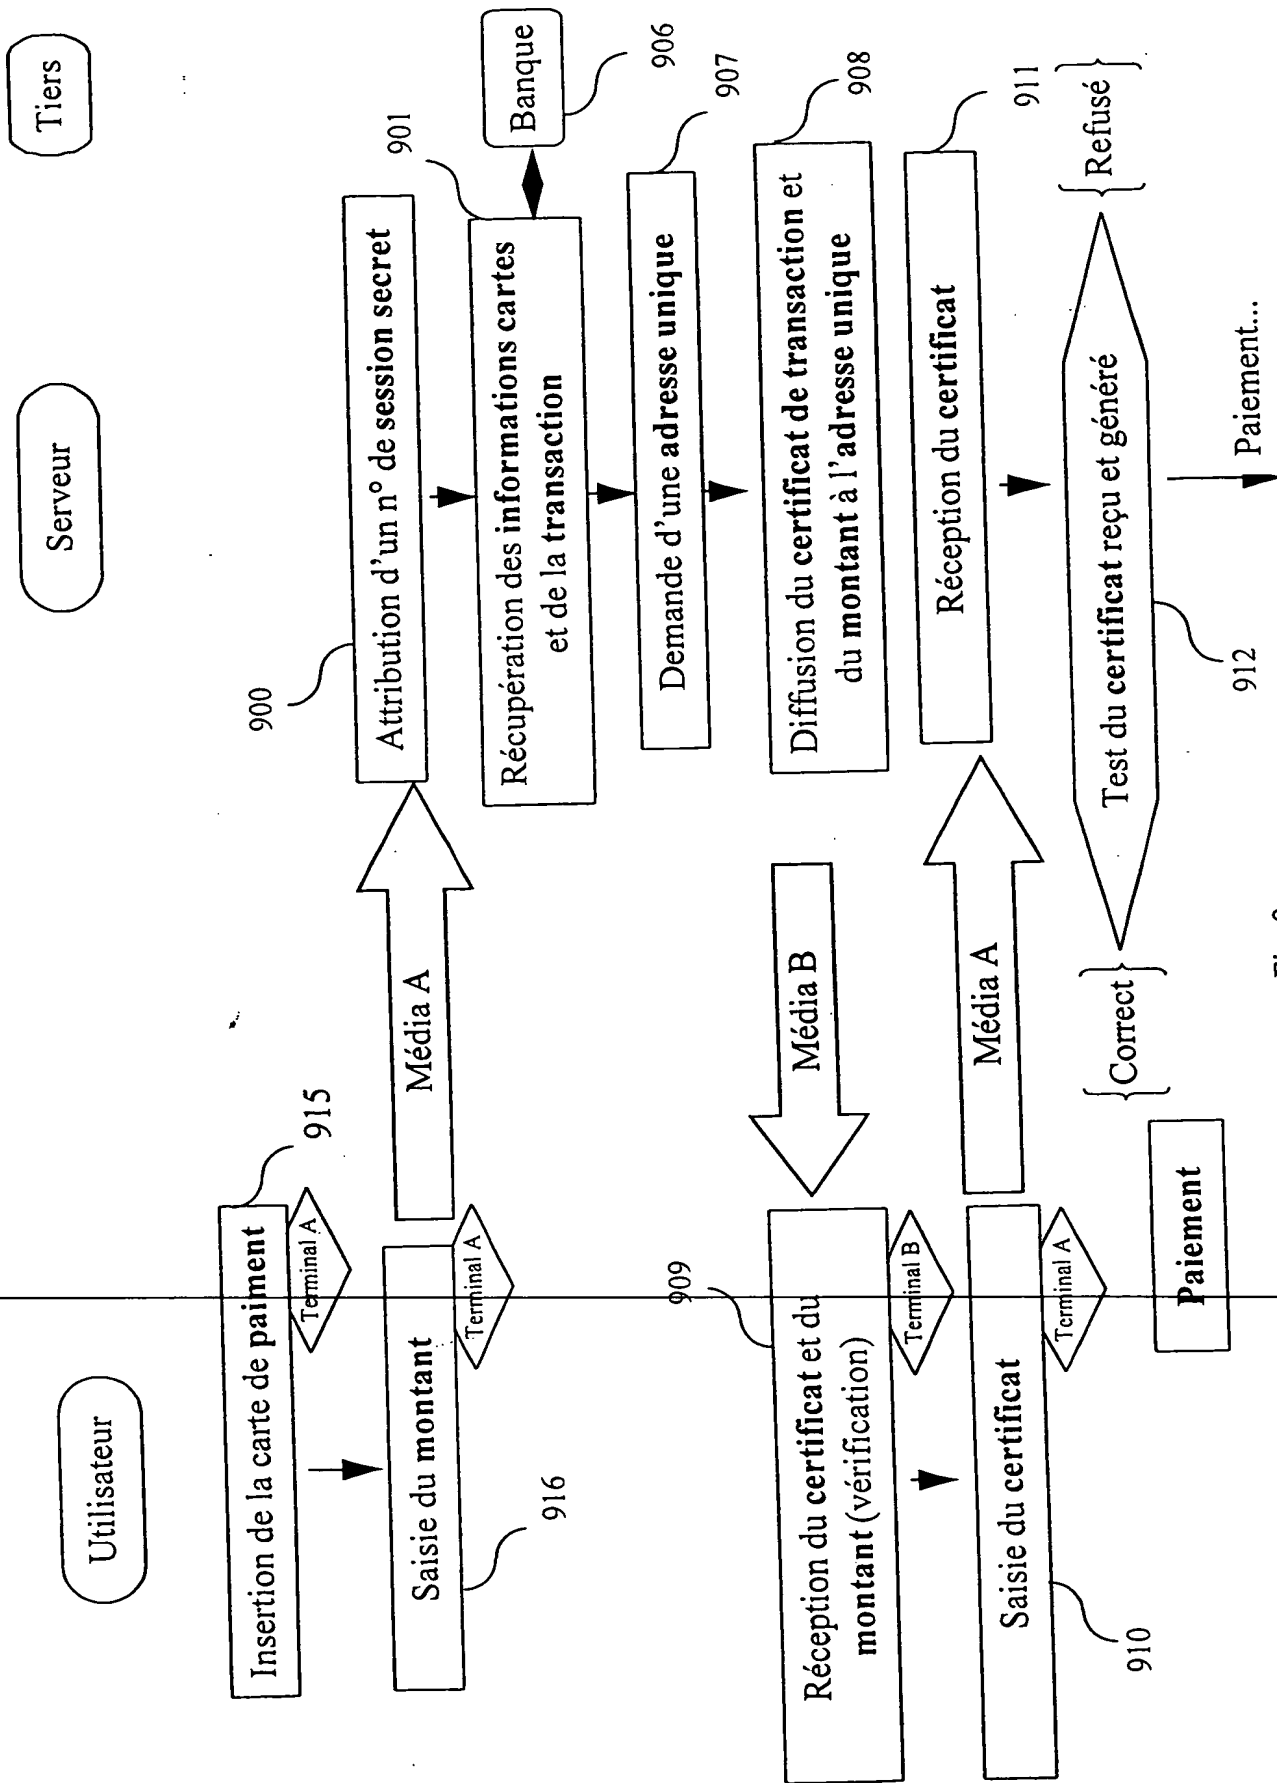 Utilisateur
Serveur
Tiers
Insertion de la carte de paiment
915
Terminal A
Saisie du montant
916
Terminal A
Média A
900
Attribution d'un n° de session secret
901
Récupération des informations cartes
et de la transaction
Banque
906
Demande d'une adresse unique
907
Diffusion du certificat de transaction et
du montant à l'adresse unique
908
Média B
909
Réception du certificat et du
montant (vérification)
Terminal B
Saisie du certificat
910
Terminal A
Média A
Réception du certificat
911
Test du certificat reçu et généré
912
{Correct}
{Refusé}
Paiement
Paiement...